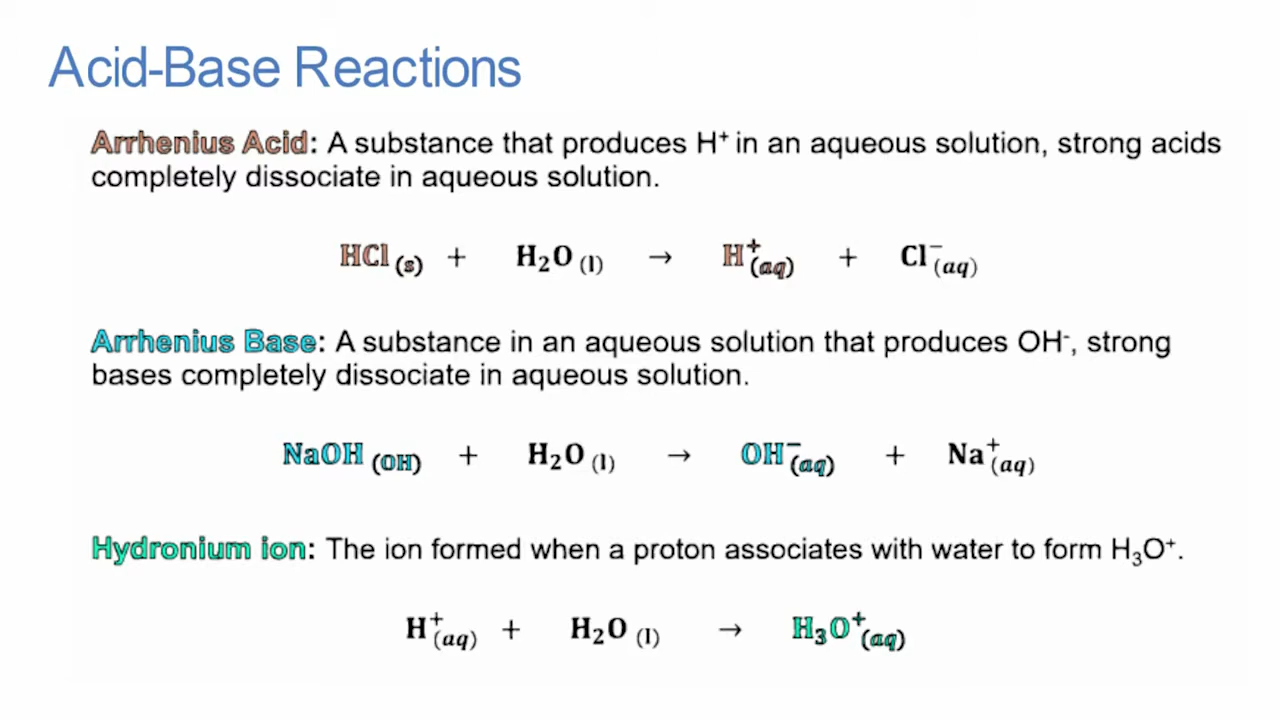 Acid-Base Reactions
Arrhenius Acid: A substance that produces H⁺ in an aqueous solution, strong acids
completely dissociate in aqueous solution.
HCl (s) + H₂O (l) → H⁺(aq) + Cl⁻(aq)
Arrhenius Base: A substance in an aqueous solution that produces OH⁻, strong
bases completely dissociate in aqueous solution.
NaOH (OH) + H₂O (l) → OH⁻(aq) + Na⁺(aq)
Hydronium ion: The ion formed when a proton associates with water to form H₃O⁺.
H⁺(aq) + H₂O (l) → H₃O⁺(aq)